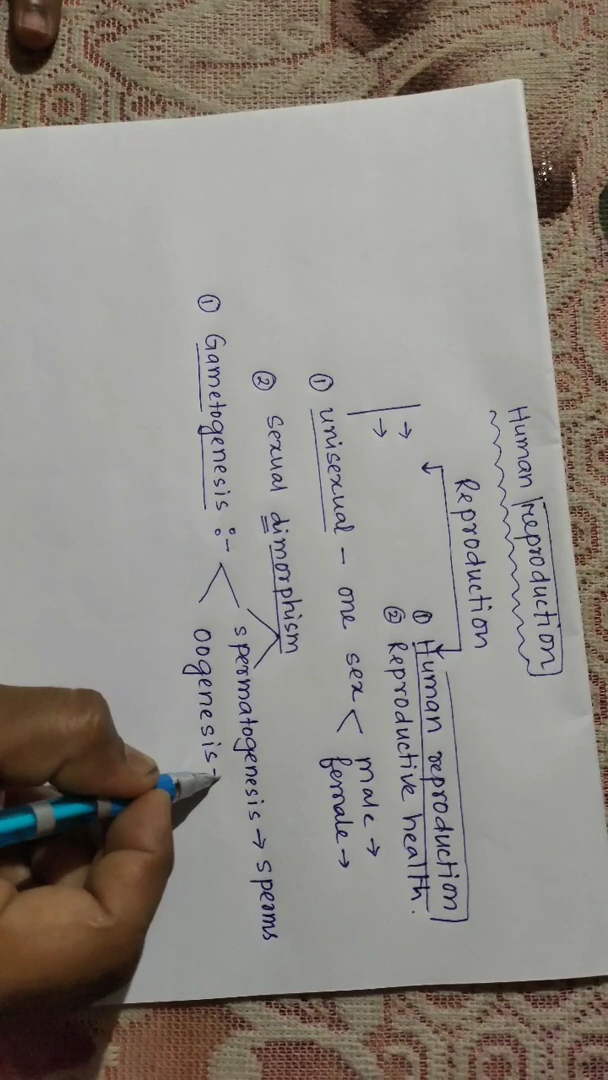 Human reproduction
Reproduction
① Human reproduction
② Reproductive health.
① unisexual - one sex < male →
female →
② sexual dimorphism
① Gametogenesis :- < spermatogenesis → sperms
oogenesis -